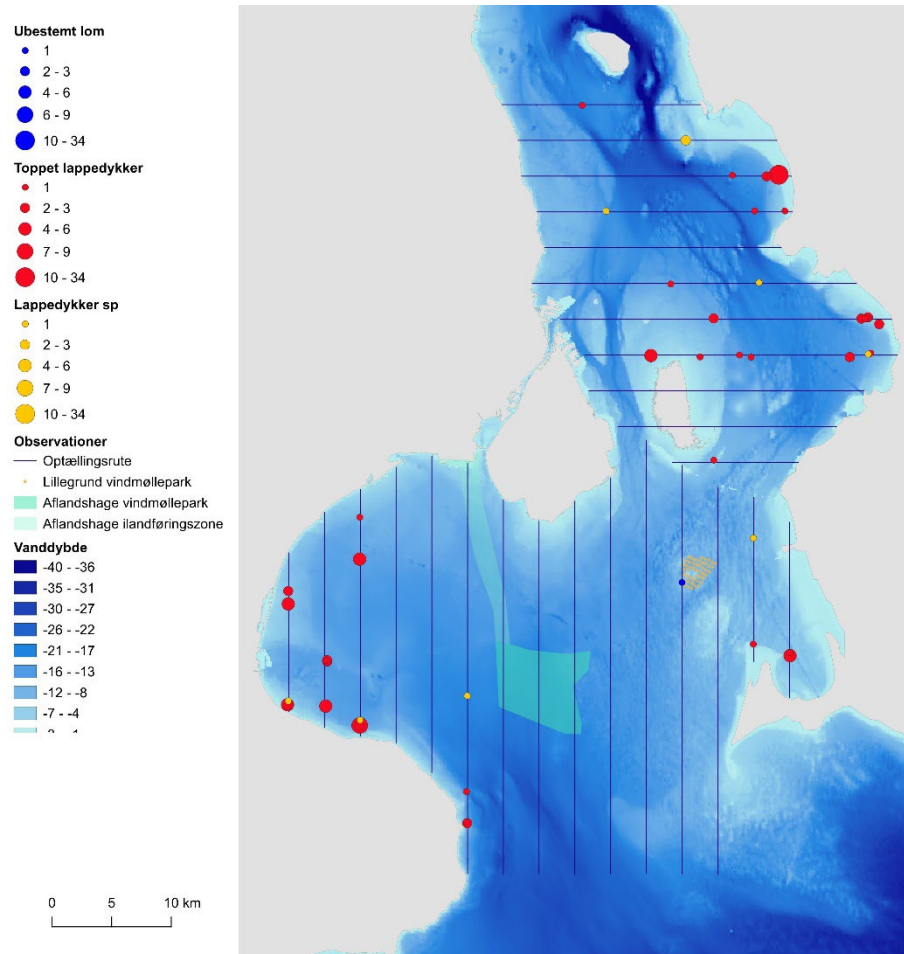 Ubestemt lom
1
2 - 3
4 - 6
6 - 9
10 - 34
Toppet lappedykker
1
2 - 3
4 - 6
7 - 9
10 - 34
Lappedykker sp
1
2 - 3
4 - 6
7 - 9
10 - 34
Observationer
Optællingsrute
Lillegrund vindmøllepark
Aflandshage vindmøllepark
Aflandshage ilandføringszone
Vanddybde
-40 - -36
-35 - -31
-30 - -27
-26 - -22
-21 - -17
-16 - -13
-12 - -8
-7 - -4
0 5 10 km